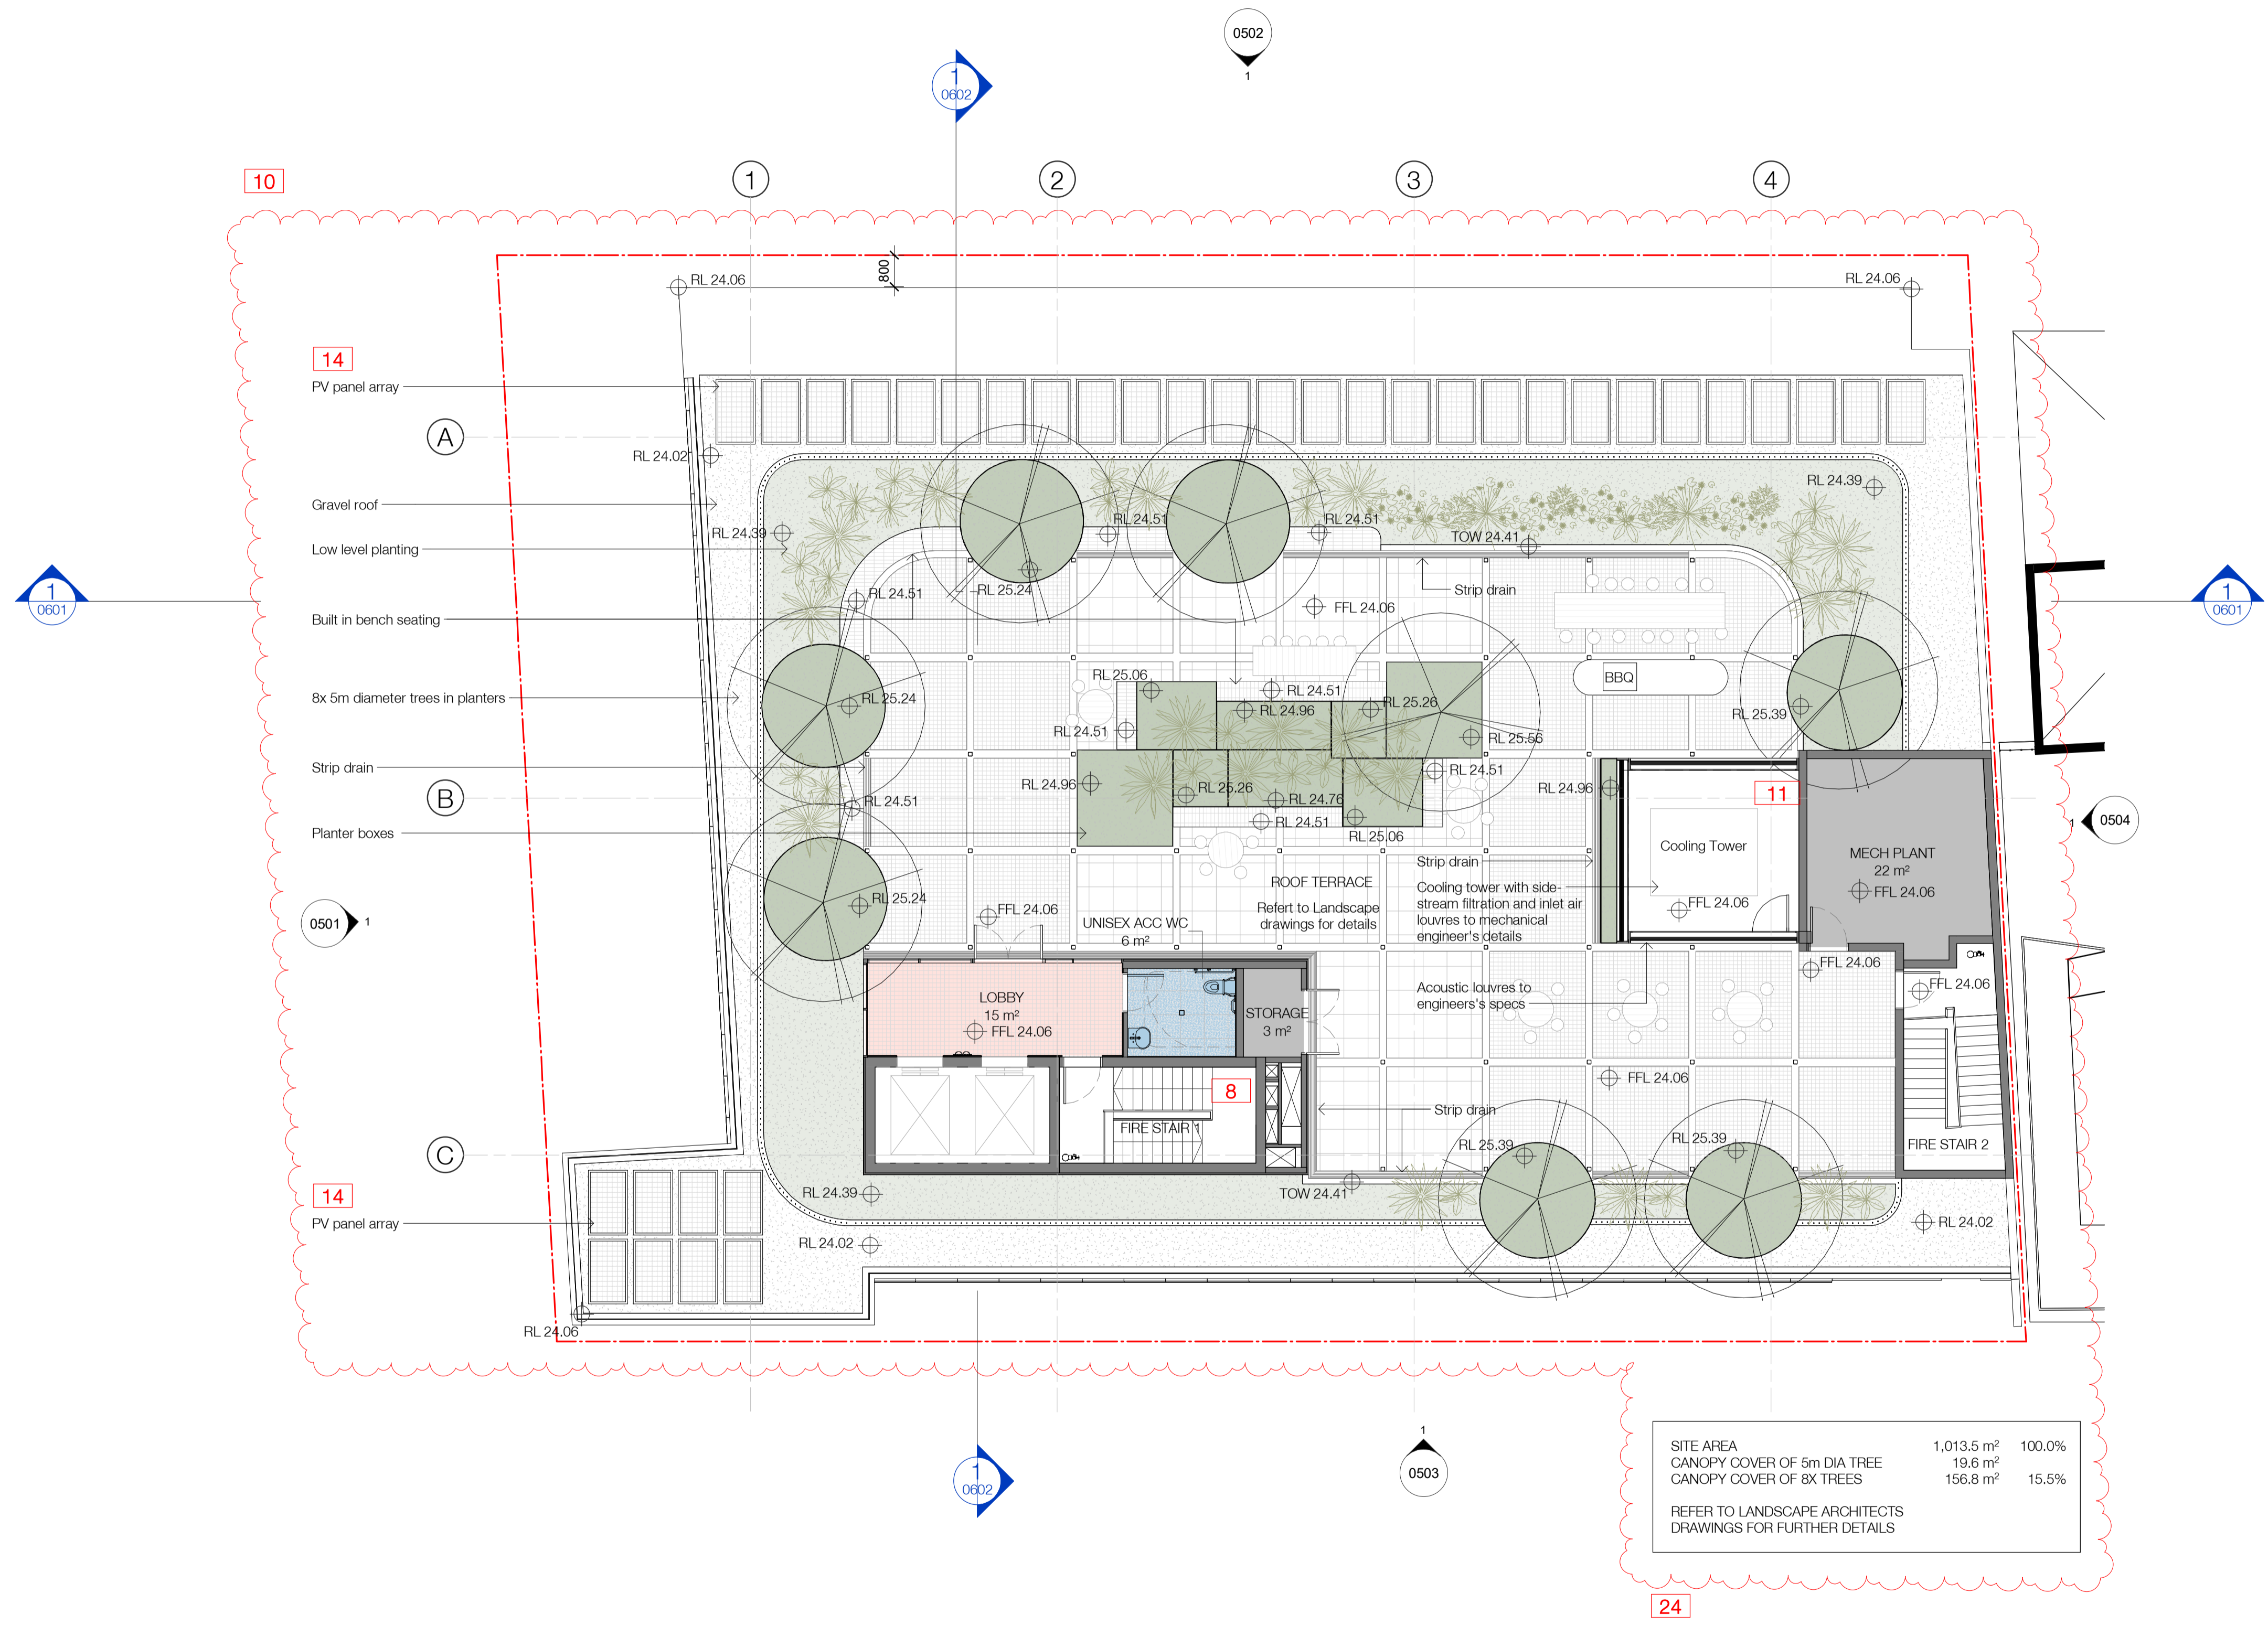 0502
1
1
0602
10
1
2
3
4
800
RL 24.06
RL 24.06
14
PV panel array
A
RL 24.02
RL 24.39
Gravel roof
RL 24.51
RL 24.51
RL 24.39
TOW 24.41
Low level planting
RL 25.24
Strip drain
1
0601
RL 24.51
FFL 24.06
1
0601
Built in bench seating
RL 25.06
RL 24.51
BBQ
8x 5m diameter trees in planters
RL 25.24
RL 24.96
RL 25.26
RL 25.39
RL 24.51
RL 25.56
Strip drain
RL 24.51
RL 24.96
RL 25.26
RL 24.96
11
B
RL 24.51
RL 24.76
RL 24.51
1
0504
Planter boxes
RL 25.06
Cooling Tower
MECH PLANT
22 m²
FFL 24.06
Strip drain
ROOF TERRACE
Refert to Landscape
drawings for details
Cooling tower with side-
stream filtration and inlet air
louvres to mechanical
engineer's details
FFL 24.06
RL 25.24
FFL 24.06
0501
1
UNISEX ACC WC
6 m²
FFL 24.06
FFL 24.06
LOBBY
15 m²
FFL 24.06
STORAGE
3 m²
Acoustic louvres to
engineers's specs
FFL 24.06
8
Strip drain
FIRE STAIR 1
RL 25.39
RL 25.39
FIRE STAIR 2
C
14
RL 24.39
TOW 24.41
PV panel array
RL 24.02
RL 24.02
RL 24.06
1
0503
1
0602
SITE AREA 1,013.5 m² 100.0%
CANOPY COVER OF 5m DIA TREE 19.6 m²
CANOPY COVER OF 8X TREES 156.8 m² 15.5%
REFER TO LANDSCAPE ARCHITECTS
DRAWINGS FOR FURTHER DETAILS
24